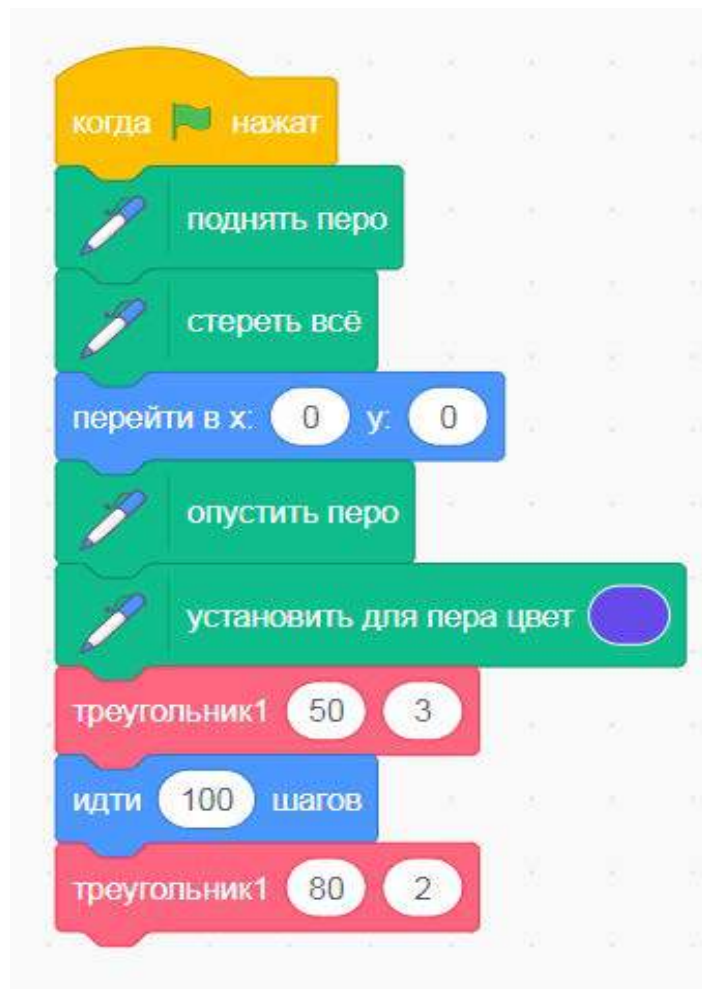 когда нажат
поднять перо
стереть всё
перейти в x: 0 y: 0
опустить перо
установить для пера цвет
треугольник1 50 3
идти 100 шагов
треугольник1 80 2